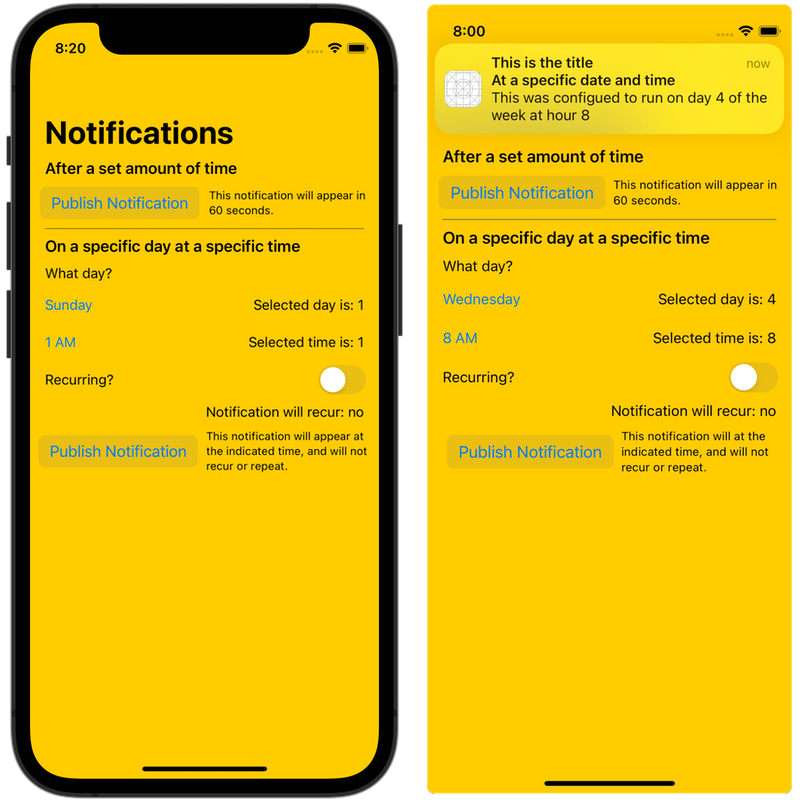 8:20
Notifications
After a set amount of time
Publish Notification
This notification will appear in
60 seconds.
On a specific day at a specific time
What day?
Sunday
Selected day is: 1
1 AM
Selected time is: 1
Recurring?
Notification will recur: no
Publish Notification
This notification will appear at
the indicated time, and will not
recur or repeat.
8:00
This is the title
now
At a specific date and time
This was configued to run on day 4 of the
week at hour 8
After a set amount of time
Publish Notification
This notification will appear in
60 seconds.
On a specific day at a specific time
What day?
Wednesday
Selected day is: 4
8 AM
Selected time is: 8
Recurring?
Notification will recur: no
Publish Notification
This notification will at the
indicated time, and will not
recur or repeat.